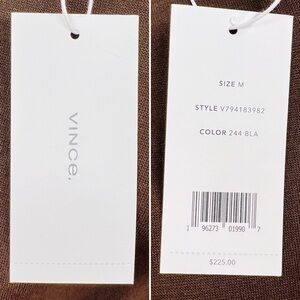 VINCE.
SIZE M
STYLE V794183982
COLOR 244 BLA
1 96273 01990 7
$225.00